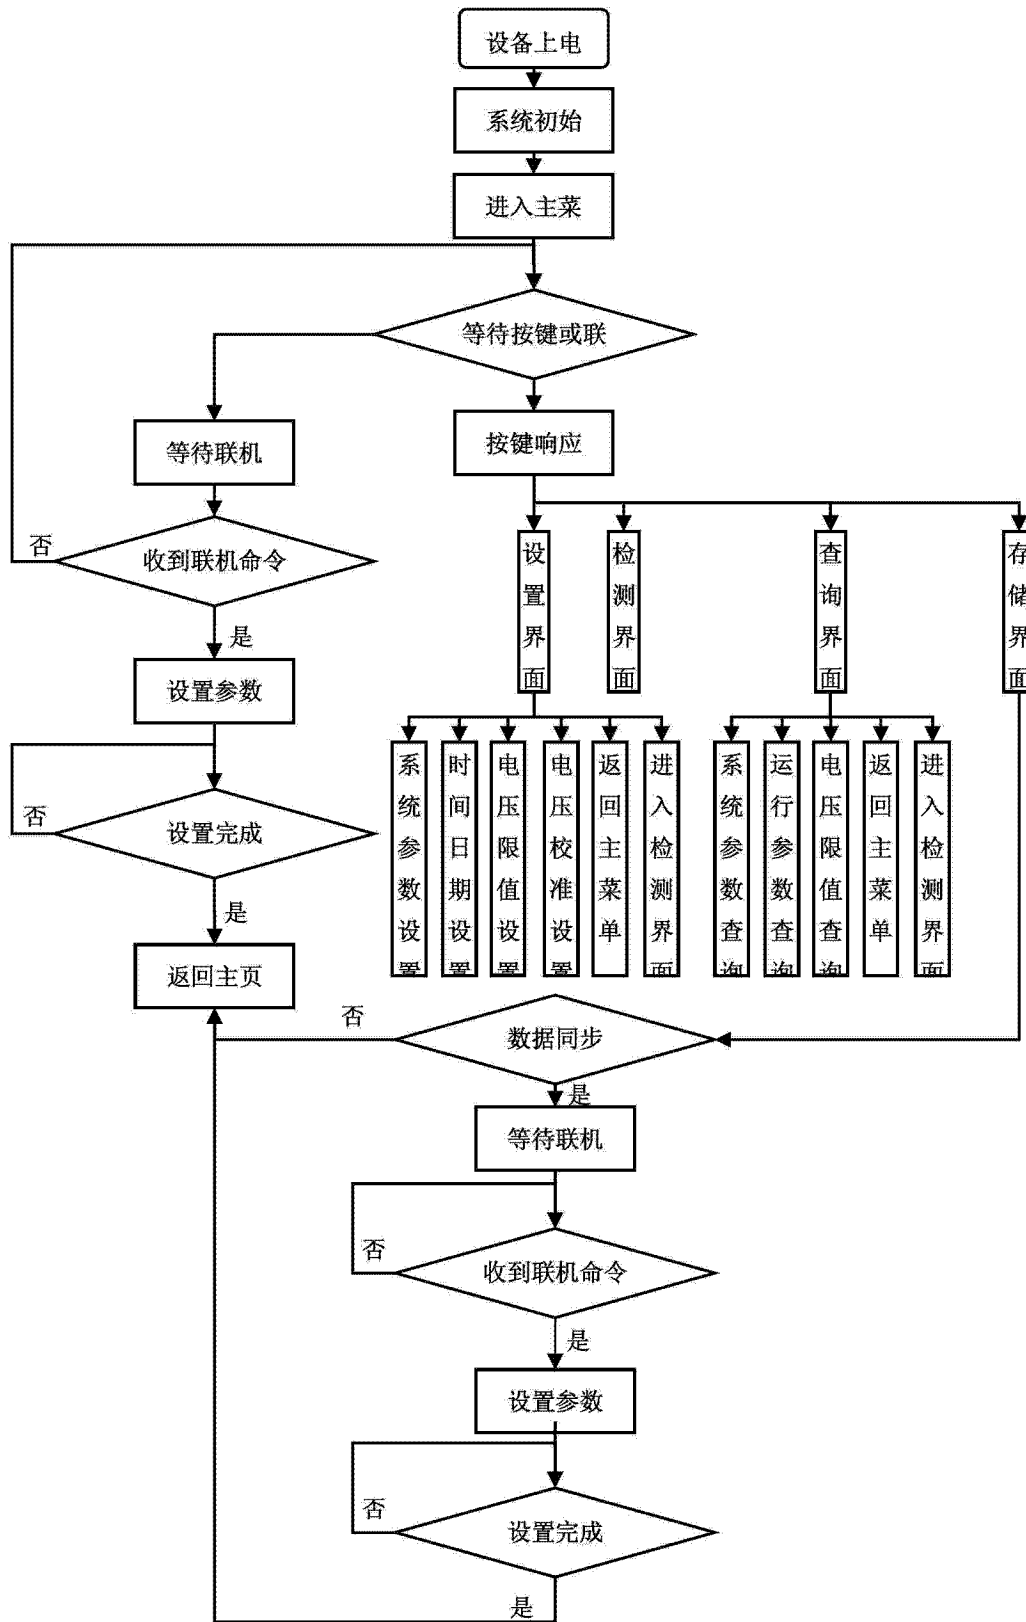 设备上电
系统初始
进入主菜
等待按键或联
等待联机
按键响应
否
收到联机命令
是
设置参数
否
设置完成
是
返回主页
设置界面
检测界面
查询界面
存储界面
系统参数设置
时间日期设置
电压限值设置
电压校准设置
返回主菜单
进入检测界面
系统参数查询
运行参数查询
电压限值查询
返回主菜单
进入检测界面
否
数据同步
是
等待联机
否
收到联机命令
是
设置参数
否
设置完成
是